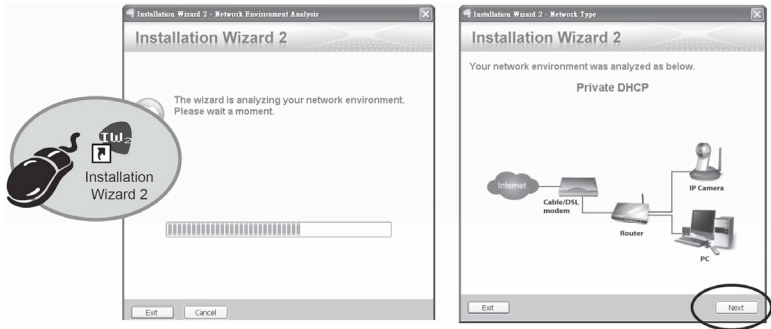 Installation Wizard 2 - Network Environment Analysis
Installation Wizard 2
The wizard is analyzing your network environment.
Please wait a moment.
IW2
Installation
Wizard 2
Exit
Cancel
Installation Wizard 2 - Network Type
Installation Wizard 2
Your network environment was analyzed as below.
Private DHCP
Internet
Cable/DSL
modem
Router
IP Camera
PC
Exit
Next